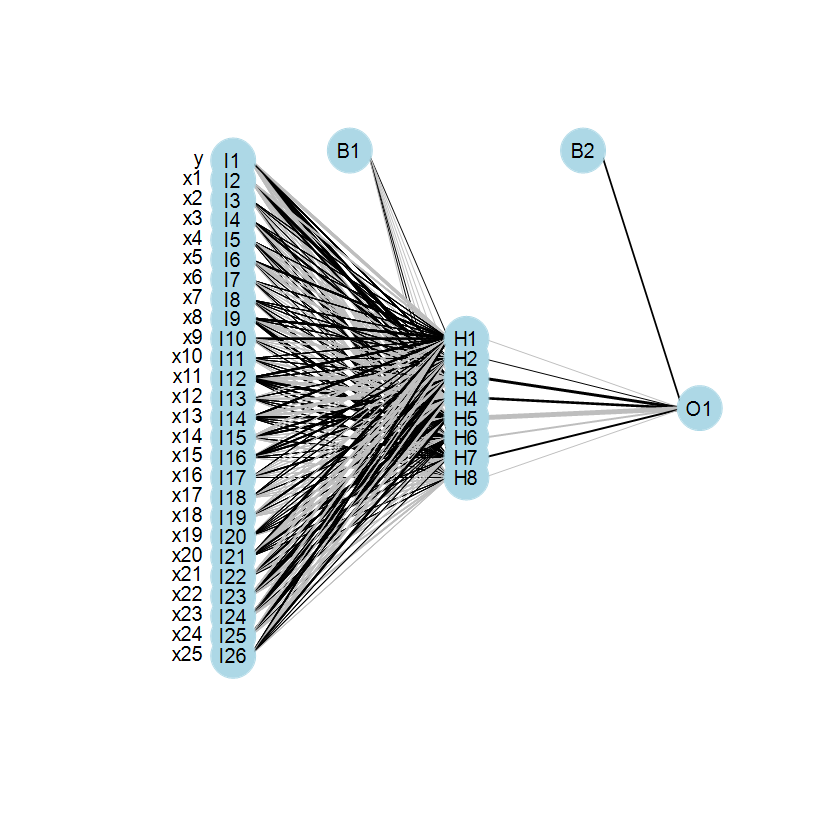 B1
B2
y I1
x1 I2
x2 I3
x3 I4
x4 I5
x5 I6
x6 I7
x7 I8
x8 I9
x9 I10
x10 I11
x11 I12
x12 I13
x13 I14
x14 I15
x15 I16
x16 I17
x17 I18
x18 I19
x19 I20
x20 I21
x21 I22
x22 I23
x23 I24
x24 I25
x25 I26
H1
H2
H3
H4
H5
H6
H7
H8
O1